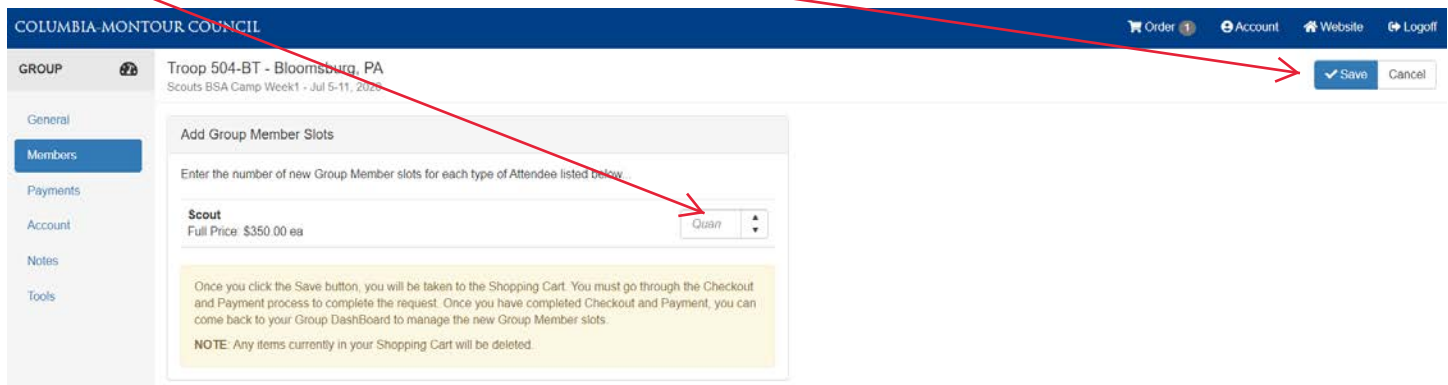 COLUMBIA-MONTOUR COUNCIL
Order 1 Account Website Logoff
GROUP
Troop 504-BT - Bloomsburg, PA
Scouts BSA Camp Week1 - Jul 5-11, 2020
Save Cancel
General
Members
Payments
Account
Notes
Tools
Add Group Member Slots
Enter the number of new Group Member slots for each type of Attendee listed below.
Scout
Full Price: $350.00 ea
Quan
Once you click the Save button, you will be taken to the Shopping Cart. You must go through the Checkout
and Payment process to complete the request. Once you have completed Checkout and Payment, you can
come back to your Group DashBoard to manage the new Group Member slots.
NOTE: Any items currently in your Shopping Cart will be deleted.